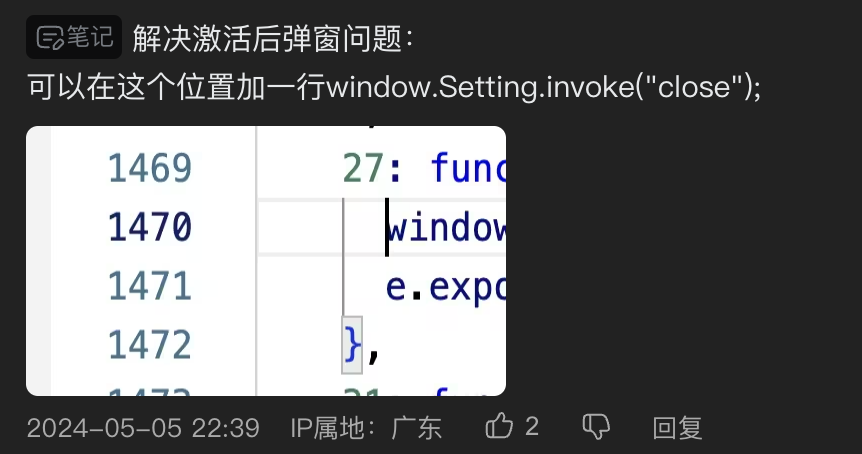 笔记 解决激活后弹窗问题：
可以在这个位置加一行window.Setting.invoke("close");
1469 27: func
1470 window
1471 e.expo
1472 },
2024-05-05 22:39 IP属地：广东 2 回复